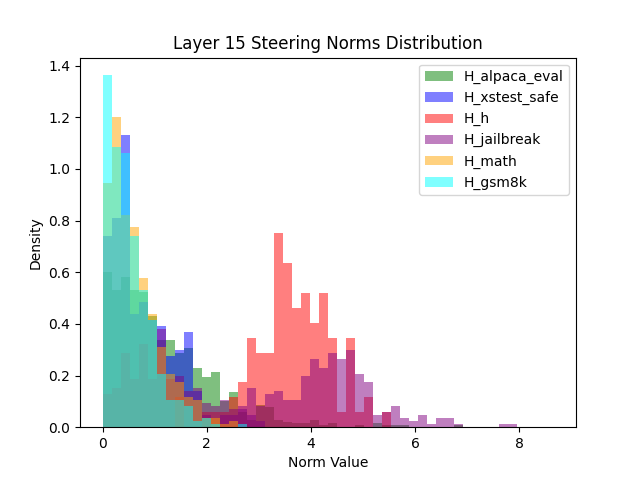 Layer 15 Steering Norms Distribution
H_alpaca_eval
H_xstest_safe
H_h
H_jailbreak
H_math
H_gsm8k
Density
1.4
1.2
1.0
0.8
0.6
0.4
0.2
0.0
0 2 4 6 8
Norm Value